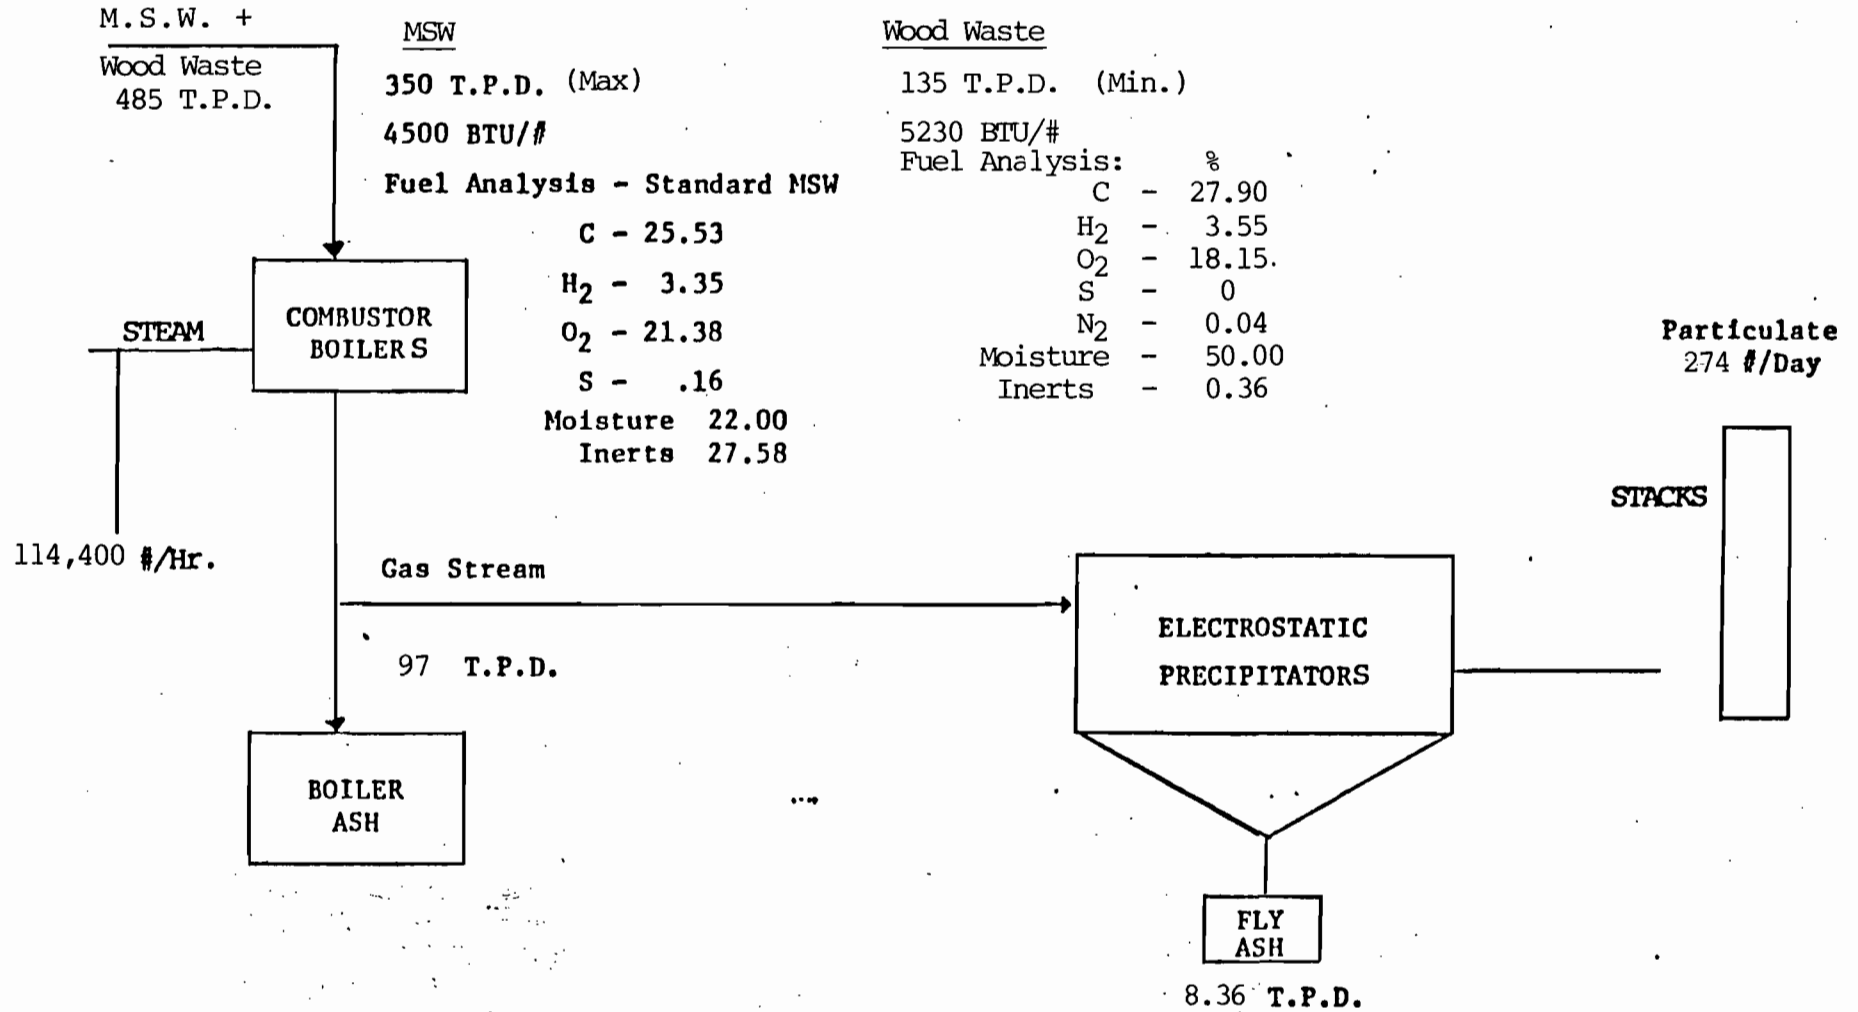 M.S.W. +
Wood Waste
485 T.P.D.
MSW
350 T.P.D. (Max)
4500 BTU/#
Fuel Analysis - Standard MSW
C - 25.53
H2 - 3.35
O2 - 21.38
S - .16
Moisture 22.00
Inerts 27.58
Wood Waste
135 T.P.D. (Min.)
5230 BTU/#
Fuel Analysis: %
C - 27.90
H2 - 3.55
O2 - 18.15
S - 0
N2 - 0.04
Moisture - 50.00
Inerts - 0.36
COMBUSTOR
BOILERS
STEAM
114,400 #/Hr.
Particulate
274 #/Day
STACKS
Gas Stream
97 T.P.D.
ELECTROSTATIC
PRECIPITATORS
BOILER
ASH
FLY
ASH
8.36 T.P.D.